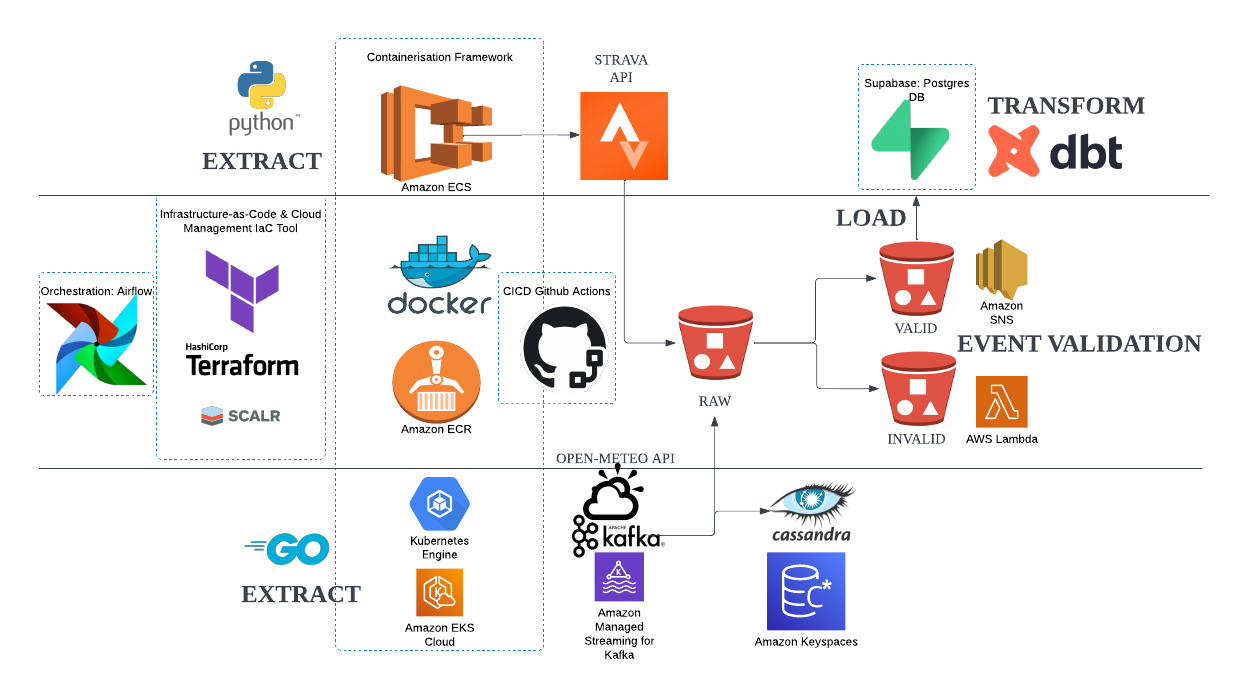 Containerisation Framework
STRAVA
API
Supabase: Postgres
DB
TRANSFORM
python™
dbt
EXTRACT
Amazon ECS
Infrastructure-as-Code & Cloud
Management IaC Tool
LOAD
Orchestration: Airflow
docker
CICD Github Actions
Amazon
SNS
VALID
HashiCorp
Terraform
EVENT VALIDATION
RAW
SCALR
Amazon ECR
INVALID
AWS Lambda
OPEN-METEO API
Kubernetes
Engine
APACHE
kafka®
cassandra
GO
EXTRACT
K
K
C*
Amazon EKS
Cloud
Amazon
Managed
Streaming for
Kafka
Amazon Keyspaces